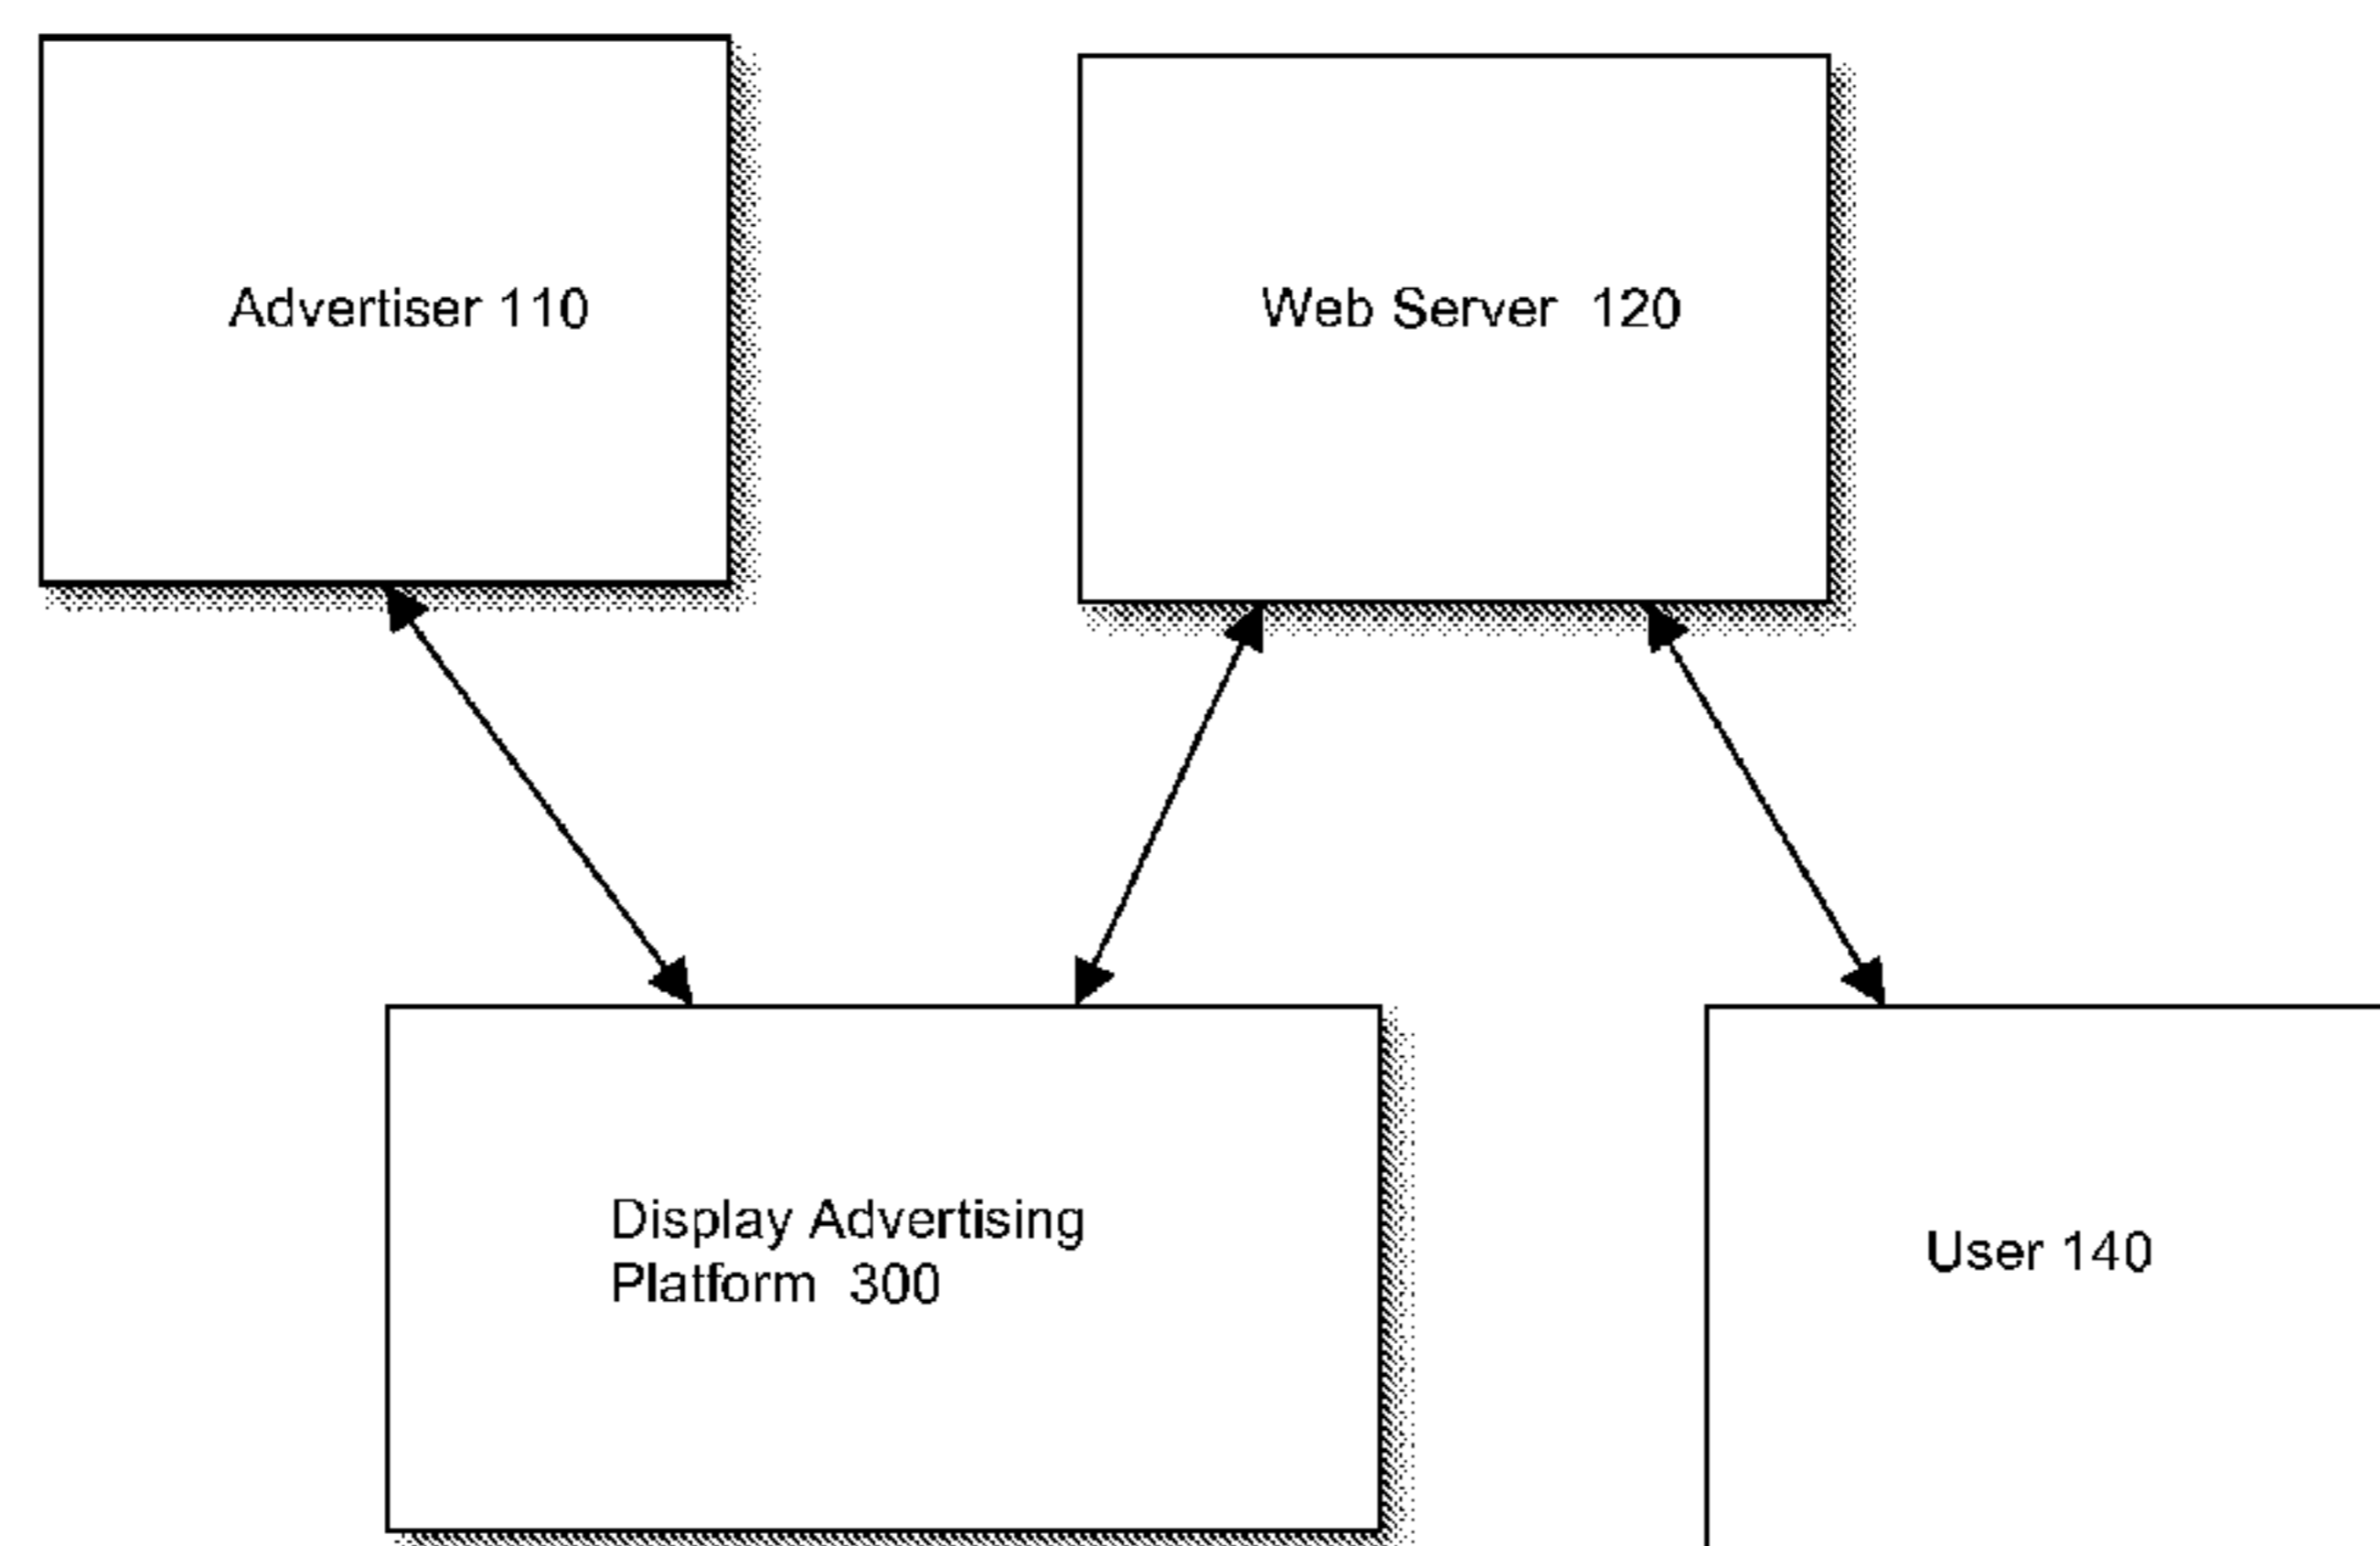 Advertiser 110
Web Server 120
Display Advertising
Platform 300
User 140